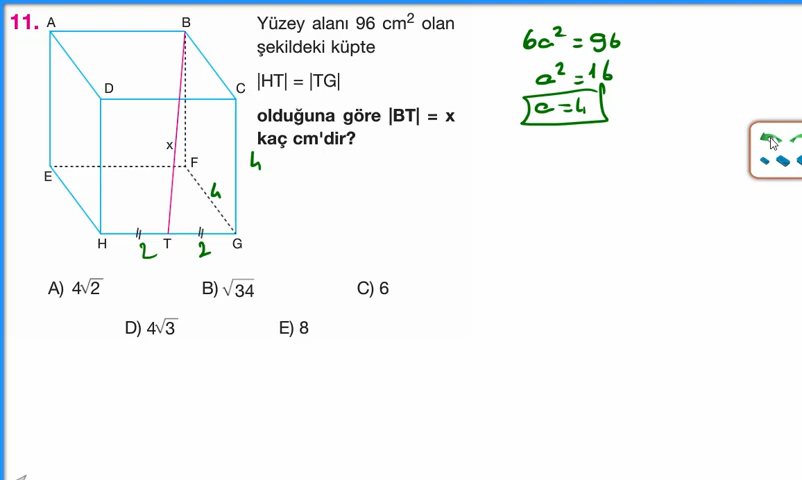 11.
A B
D C
x
F
E
H T G
Yüzey alanı 96 cm² olan
şekildeki küpte
|HT| = |TG|
olduğuna göre |BT| = x
kaç cm'dir?
6a² = 96
a² = 16
a = 4
4
4
2 2
A) 4√2 B) √34 C) 6
D) 4√3 E) 8